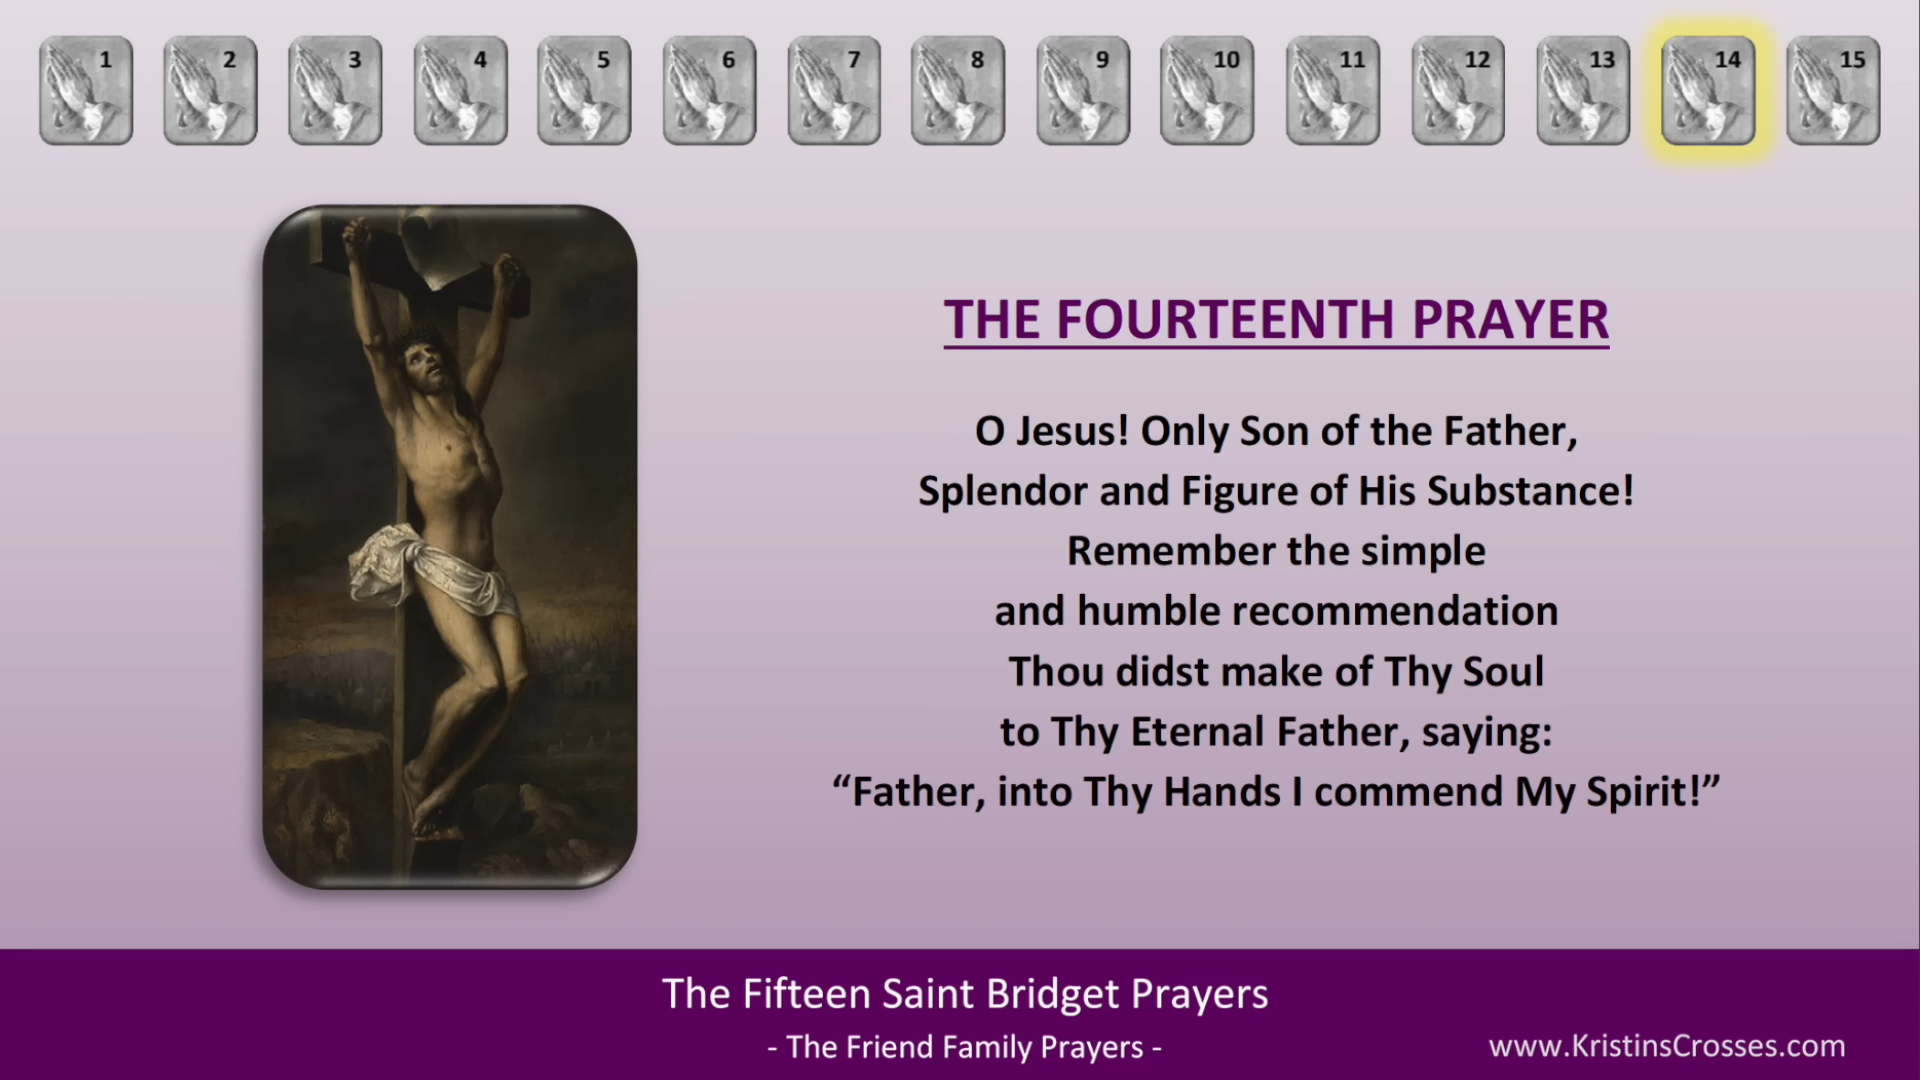 1 2 3 4 5 6 7 8 9 10 11 12 13 14 15
THE FOURTEENTH PRAYER
O Jesus! Only Son of the Father,
Splendor and Figure of His Substance!
Remember the simple
and humble recommendation
Thou didst make of Thy Soul
to Thy Eternal Father, saying:
“Father, into Thy Hands I commend My Spirit!”
The Fifteen Saint Bridget Prayers
- The Friend Family Prayers -
www.KristinsCrosses.com